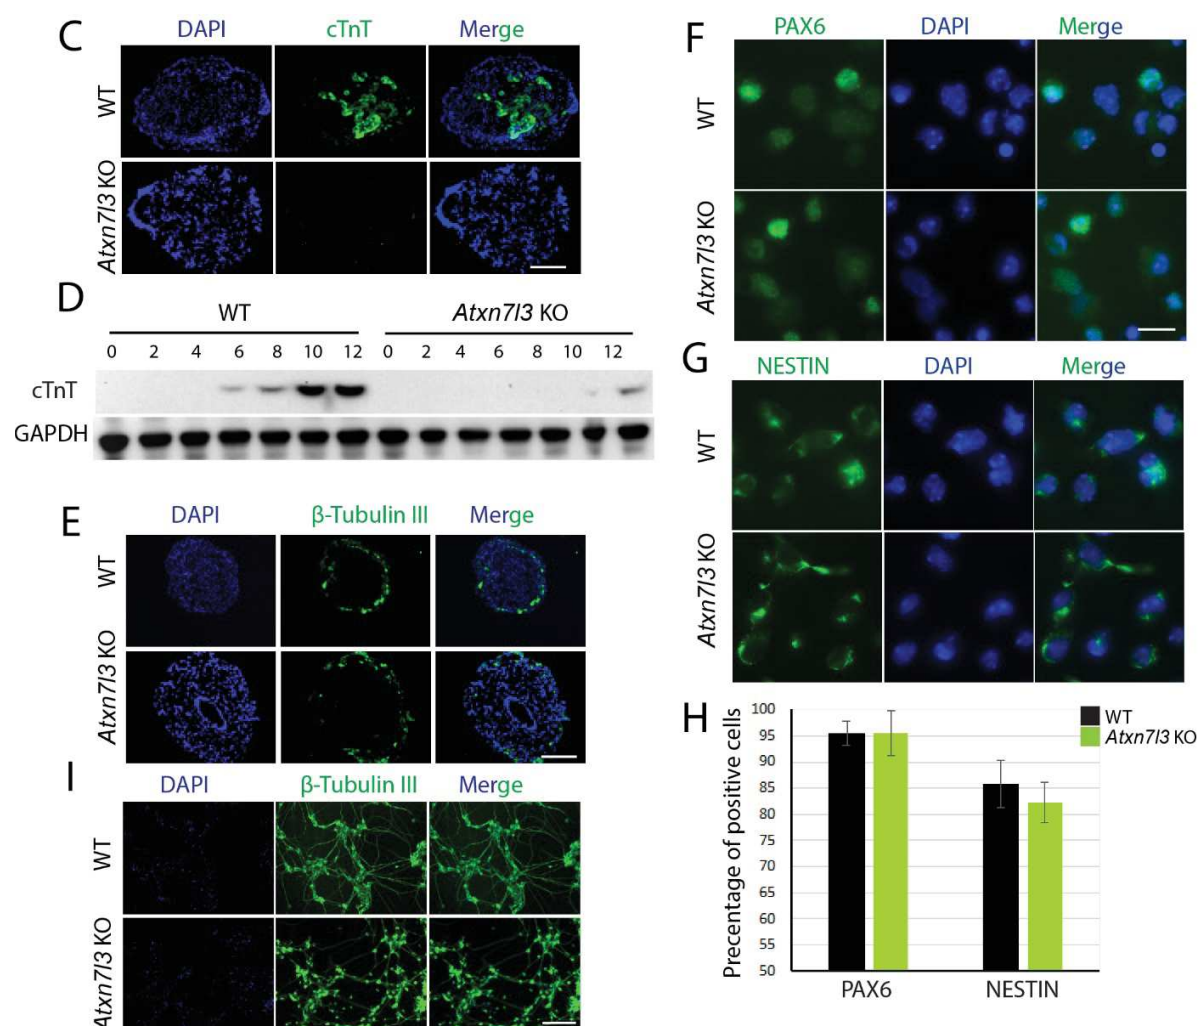 C
DAPI cTnT Merge
WT
Atxn7l3 KO
D
WT Atxn7l3 KO
0 2 4 6 8 10 12 0 2 4 6 8 10 12
cTnT
GAPDH
E
DAPI β-Tubulin III Merge
WT
Atxn7l3 KO
I
DAPI β-Tubulin III Merge
WT
Atxn7l3 KO
F
PAX6 DAPI Merge
WT
Atxn7l3 KO
G
NESTIN DAPI Merge
WT
Atxn7l3 KO
H
Precentage of positive cells
100
95
90
85
80
75
70
65
60
55
50
PAX6 NESTIN
WT
Atxn7l3 KO